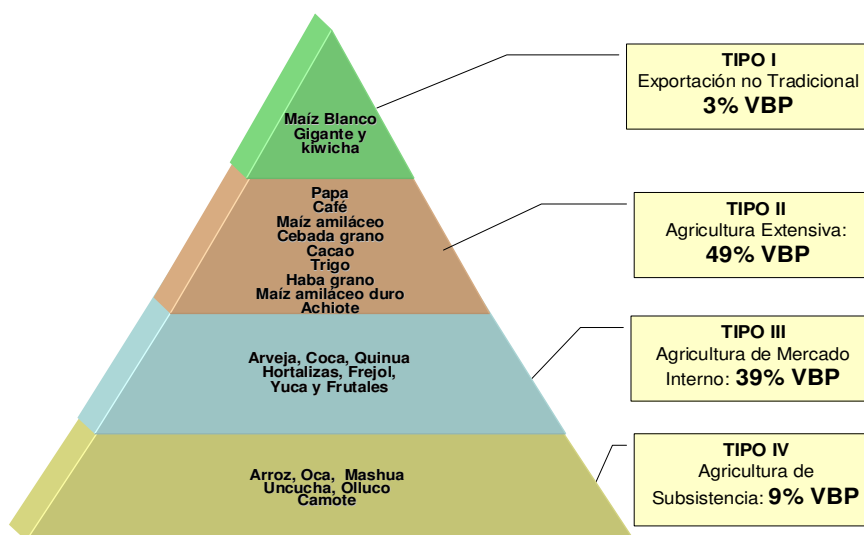 Maíz Blanco
Gigante y
kiwicha
TIPO I
Exportación no Tradicional
3% VBP
Papa
Café
Maíz amiláceo
Cebada grano
Cacao
Trigo
Haba grano
Maíz amiláceo duro
Achiote
TIPO II
Agricultura Extensiva:
49% VBP
Arveja, Coca, Quinua
Hortalizas, Frejol,
Yuca y Frutales
TIPO III
Agricultura de Mercado
Interno: 39% VBP
Arroz, Oca, Mashua
Uncucha, Olluco
Camote
TIPO IV
Agricultura de
Subsistencia: 9% VBP